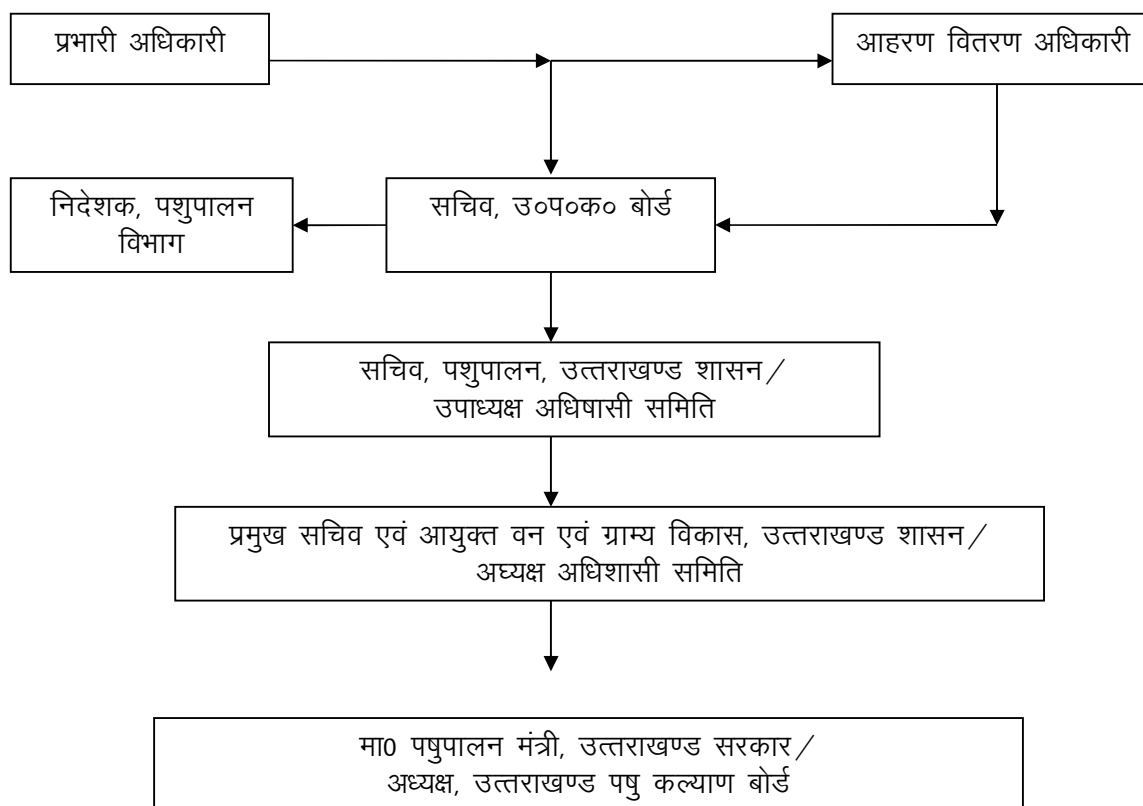 प्रभारी अधिकारी
आहरण वितरण अधिकारी
निदेशक, पशुपालन
विभाग
सचिव, उ०प०क० बोर्ड
सचिव, पशुपालन, उत्तराखण्ड शासन/
उपाध्यक्ष अधिषासी समिति
प्रमुख सचिव एवं आयुक्त वन एवं ग्राम्य विकास, उत्तराखण्ड शासन/
अघ्यक्ष अधिशासी समिति
मा0 पषुपालन मंत्री, उत्तराखण्ड सरकार/
अध्यक्ष, उत्तराखण्ड पषु कल्याण बोर्ड